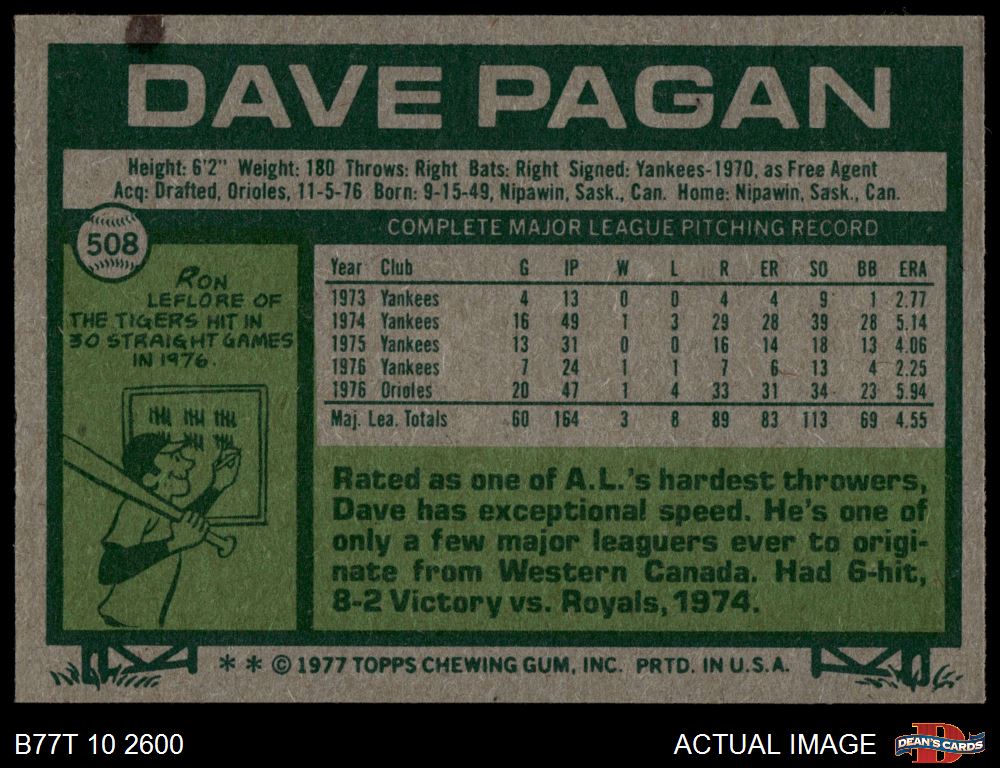 DAVE PAGAN
Height: 6'2" Weight: 180 Throws: Right Bats: Right Signed: Yankees-1970, as Free Agent
Acq: Drafted, Orioles, 11-5-76 Born: 9-15-49, Nipawin, Sask., Can. Home: Nipawin, Sask., Can.
508
RON
LEFLORE OF
THE TIGERS HIT IN
30 STRAIGHT GAMES
IN 1976.
COMPLETE MAJOR LEAGUE PITCHING RECORD
Year Club G IP W L R ER SO BB ERA
1973 Yankees 4 13 0 0 4 4 9 1 2.77
1974 Yankees 16 49 1 3 29 28 39 28 5.14
1975 Yankees 13 31 0 0 16 14 18 13 4.06
1976 Yankees 7 24 1 1 7 6 13 4 2.25
1976 Orioles 20 47 1 4 33 31 34 23 5.94
Maj. Lea. Totals 60 164 3 8 89 83 113 69 4.55
Rated as one of A.L.'s hardest throwers,
Dave has exceptional speed. He's one of
only a few major leaguers ever to origi-
nate from Western Canada. Had 6-hit,
8-2 Victory vs. Royals, 1974.
* * © 1977 TOPPS CHEWING GUM, INC. PRTD. IN U.S.A.
B77T 10 2600
ACTUAL IMAGE
DEAN'S CARDS